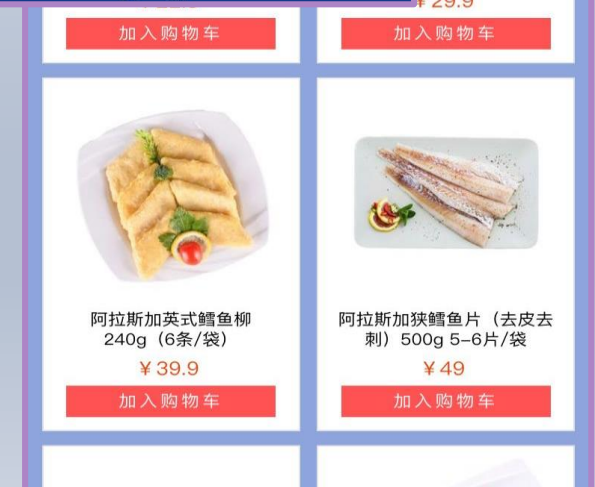 ¥29.9
加入购物车
加入购物车
阿拉斯加英式鳕鱼柳
240g（6条/袋）
¥39.9
加入购物车
阿拉斯加狭鳕鱼片（去皮去
刺）500g 5-6片/袋
¥49
加入购物车